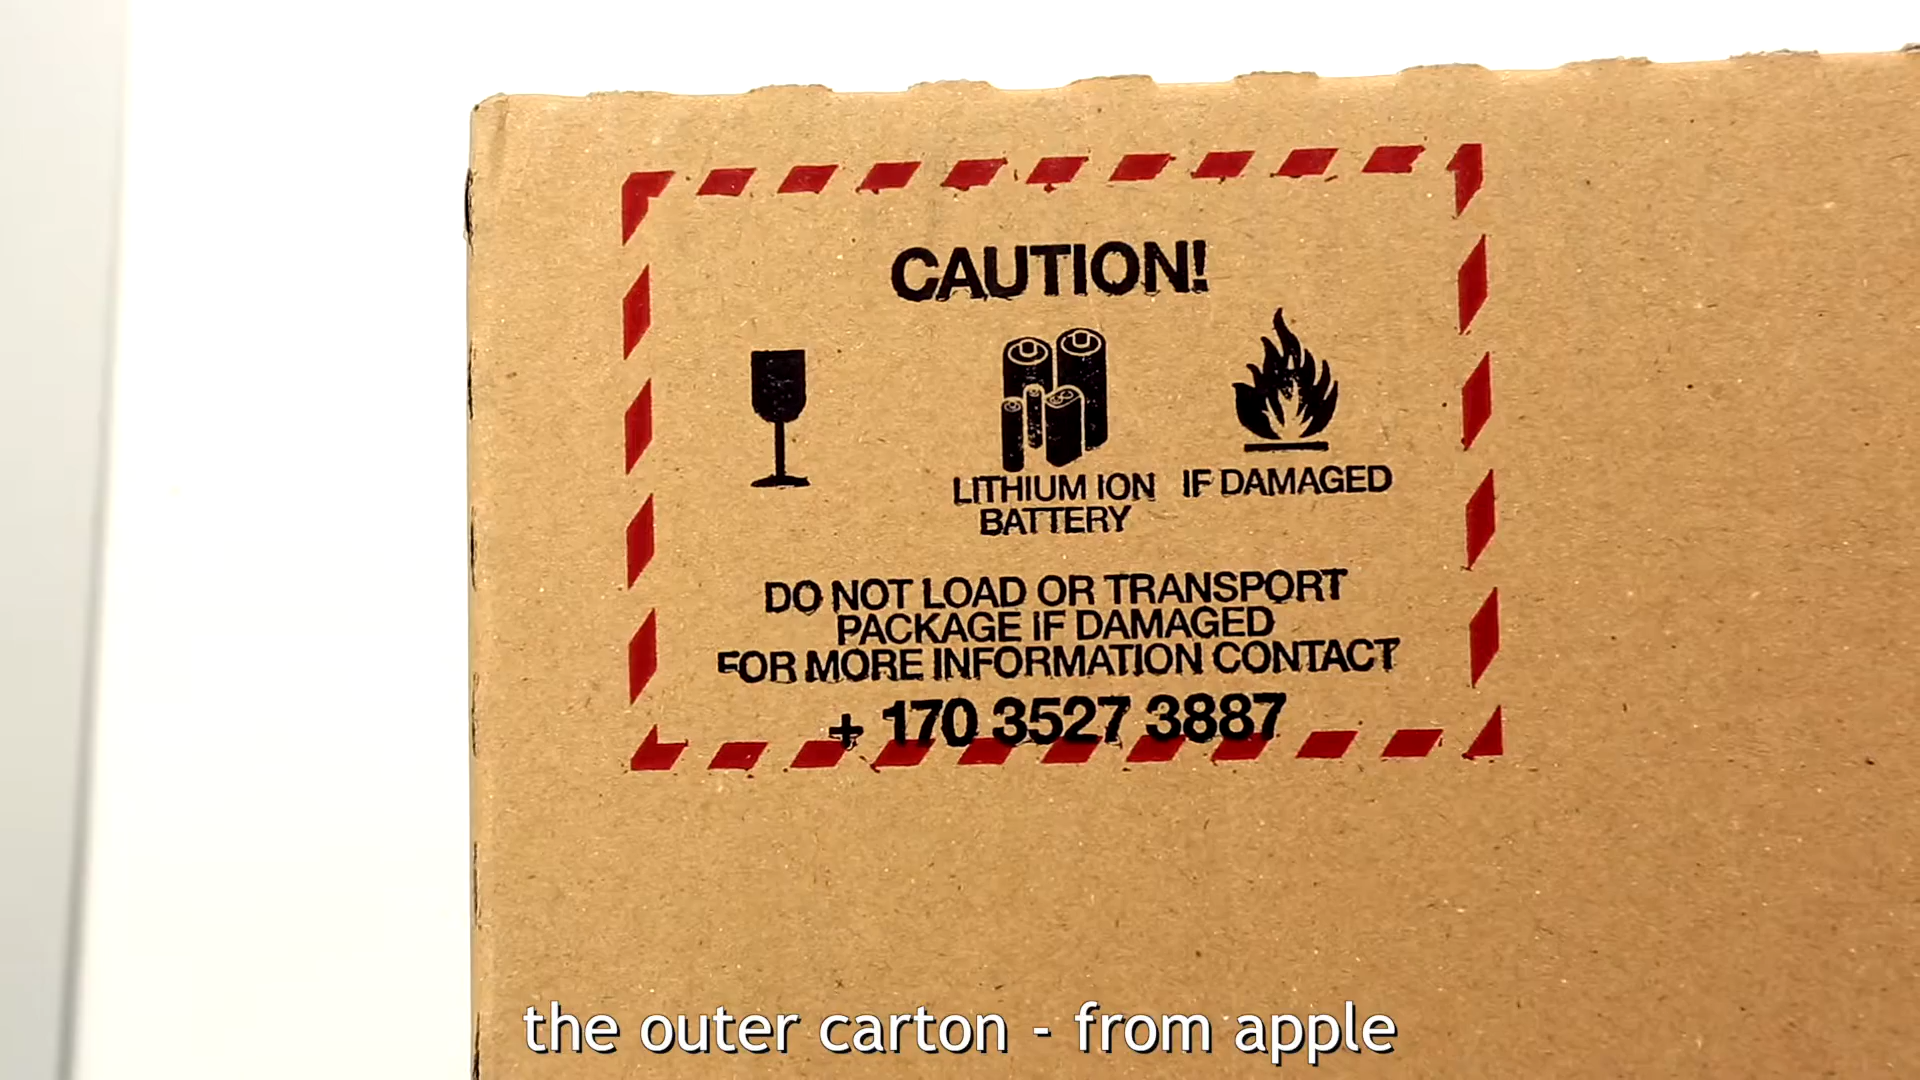 CAUTION!
LITHIUM ION BATTERY
IF DAMAGED
DO NOT LOAD OR TRANSPORT
PACKAGE IF DAMAGED
FOR MORE INFORMATION CONTACT
+ 170 3527 3887
the outer carton - from apple